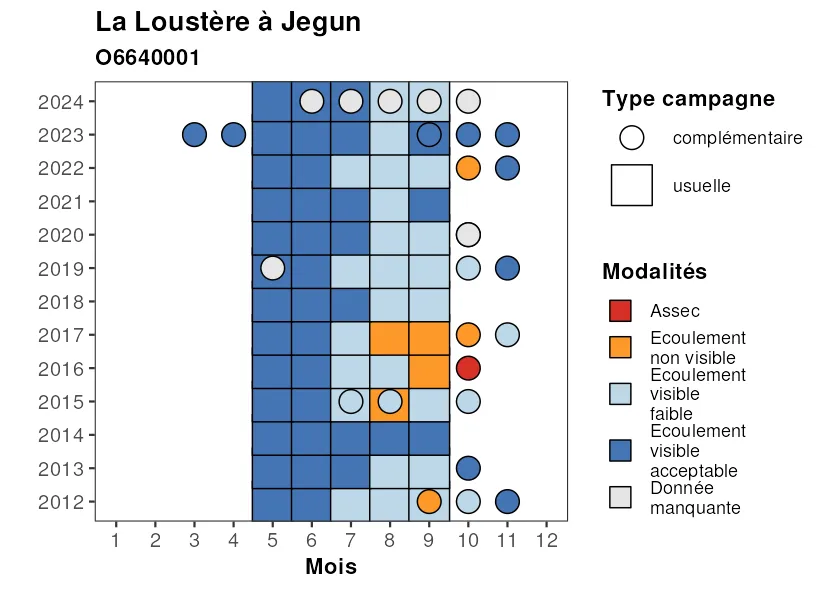 La Loustère à Jegun
O6640001
2024
2023
2022
2021
2020
2019
2018
2017
2016
2015
2014
2013
2012
1 2 3 4 5 6 7 8 9 10 11 12
Mois
Type campagne
complémentaire
usuelle
Modalités
Assec
Ecoulement
non visible
Ecoulement
visible
faible
Ecoulement
visible
acceptable
Donnée
manquante